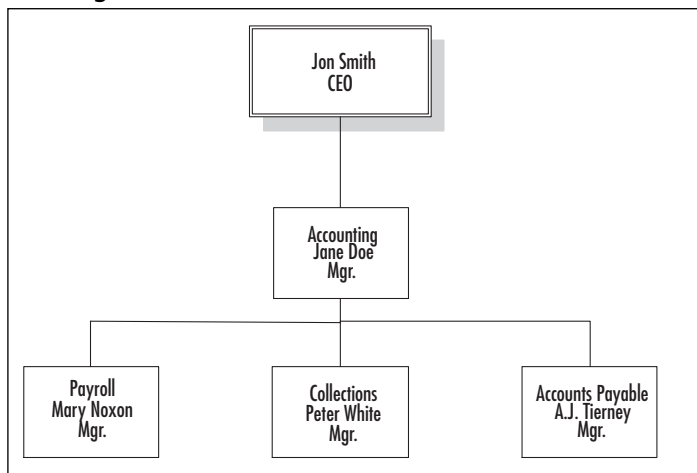 Jon Smith
CEO
Accounting
Jane Doe
Mgr.
Payroll
Mary Noxon
Mgr.
Collections
Peter White
Mgr.
Accounts Payable
A.J. Tierney
Mgr.